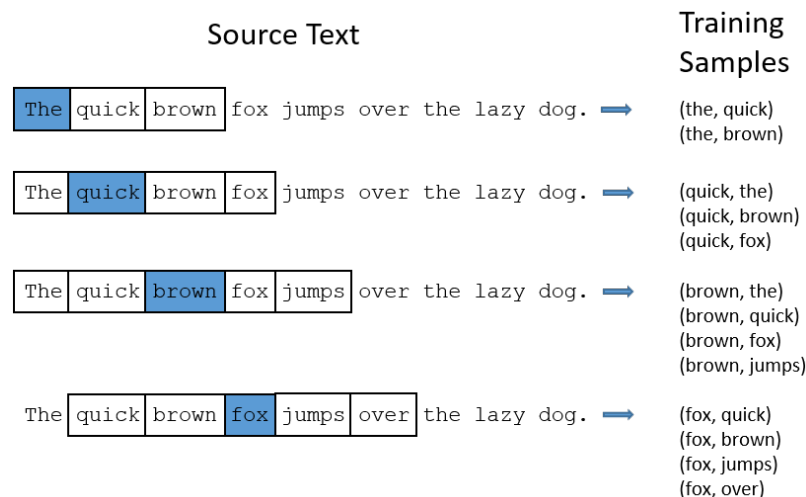 Source Text
Training
Samples
The quick brown fox jumps over the lazy dog.
(the, quick)
(the, brown)
The quick brown fox jumps over the lazy dog.
(quick, the)
(quick, brown)
(quick, fox)
The quick brown fox jumps over the lazy dog.
(brown, the)
(brown, quick)
(brown, fox)
(brown, jumps)
The quick brown fox jumps over the lazy dog.
(fox, quick)
(fox, brown)
(fox, jumps)
(fox, over)